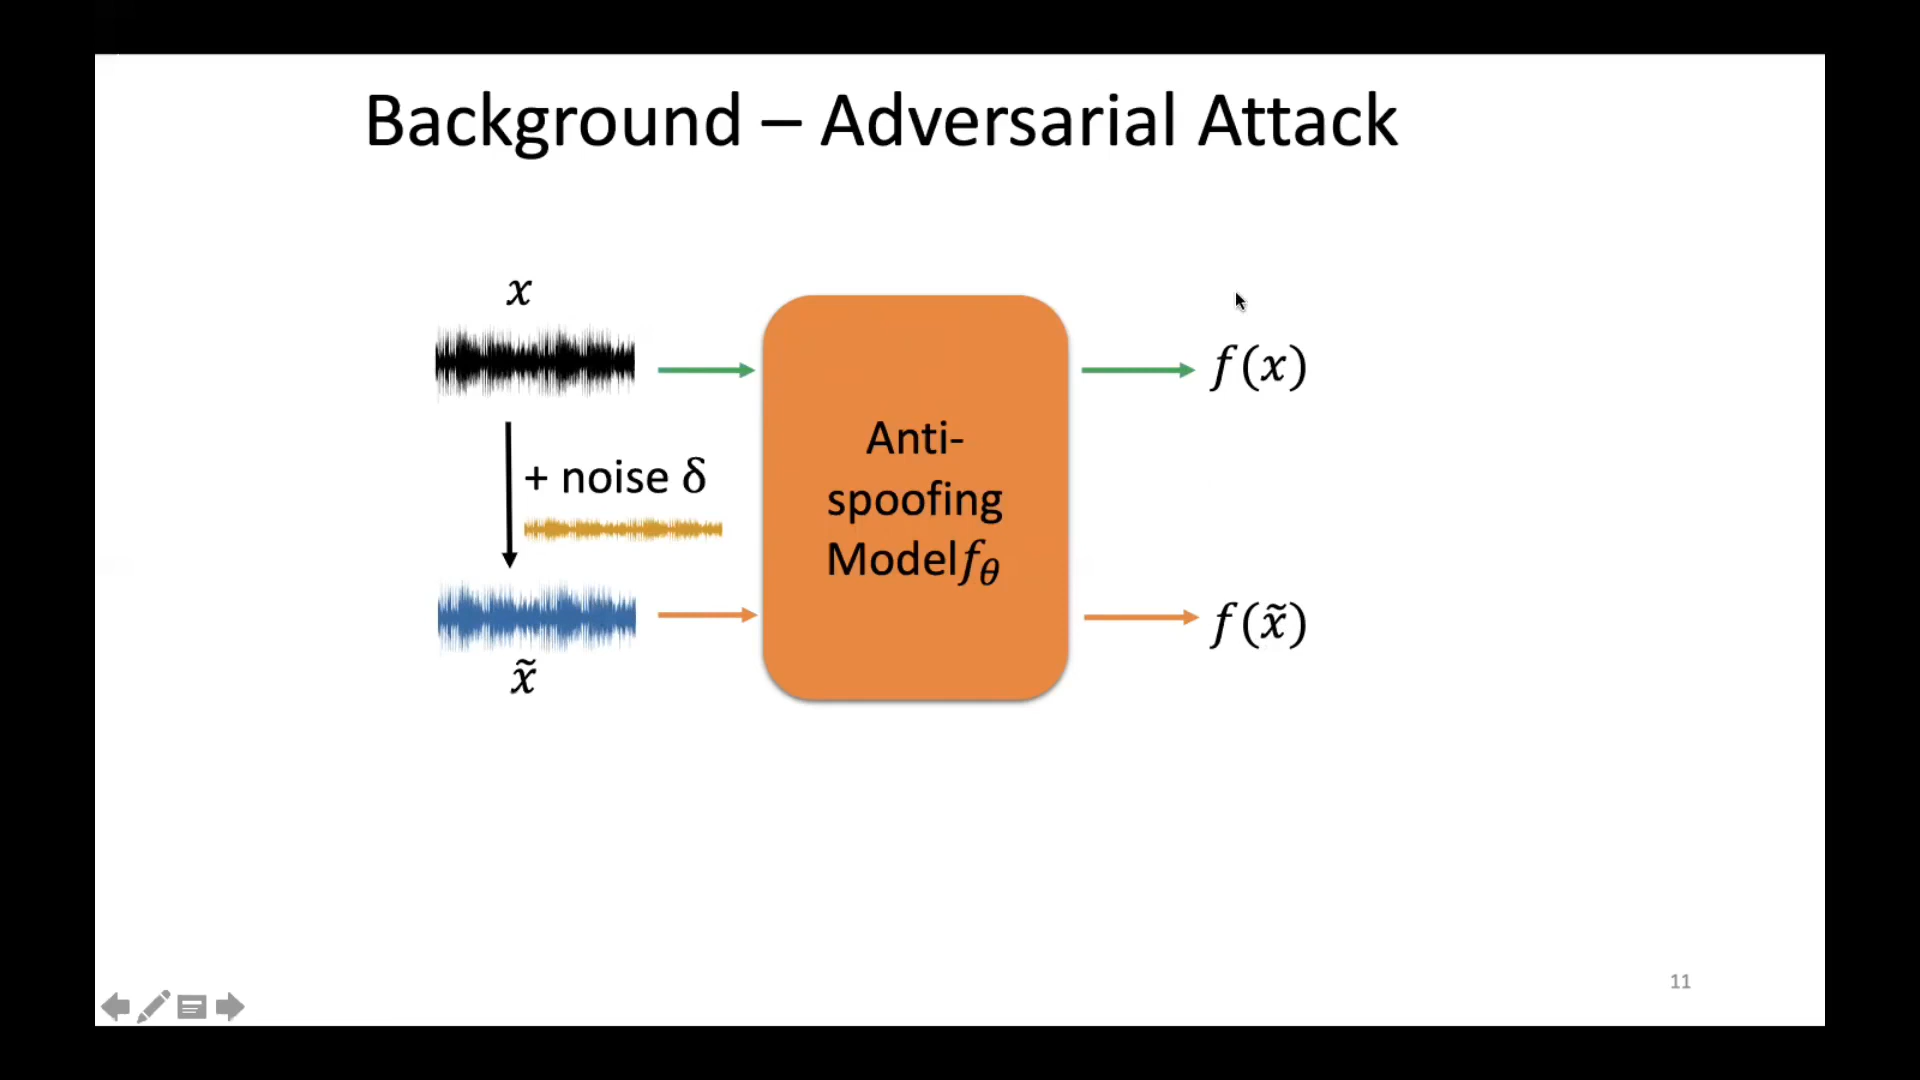 Background – Adversarial Attack
x
f(x)
+ noise δ
Anti-
spoofing
Model f_θ
f(x̃)
x̃
11